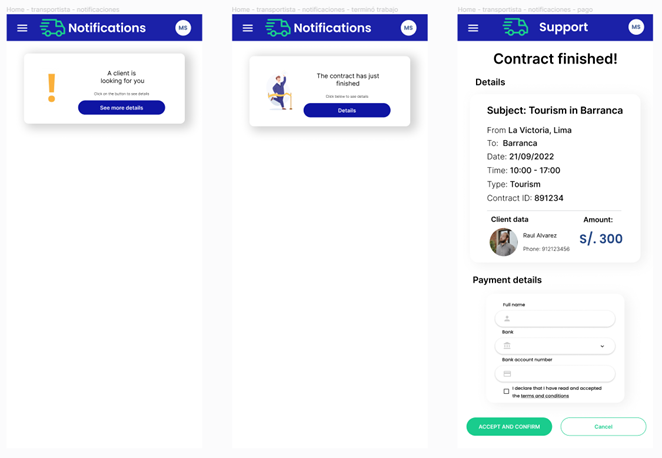 Home - transportista - notificaciones
Notifications
MS
A client is
looking for you
Click on the button to see details
See more details
Home - transportista - notificaciones - terminó trabajo
Notifications
MS
The contract has just
finished
Click below to see details
Details
Home - transportista - notificaciones - pago
Support
MS
Contract finished!
Details
Subject: Tourism in Barranca
From La Victoria, Lima
To: Barranca
Date: 21/09/2022
Time: 10:00 - 17:00
Type: Tourism
Contract ID: 891234
Client data
Amount:
Raul Alvarez
Phone: 912123456
S/. 300
Payment details
Full name
Bank
Bank account number
I declare that I have read and accepted
the terms and conditions
ACCEPT AND CONFIRM
Cancel